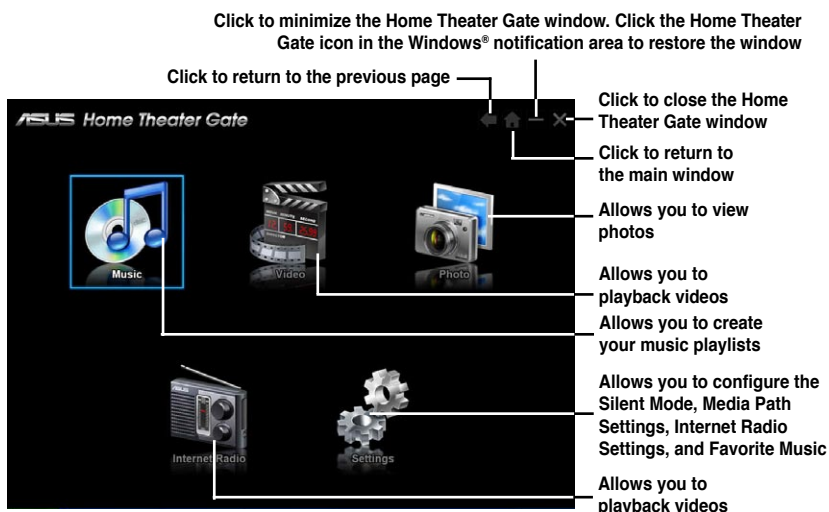 Click to minimize the Home Theater Gate window. Click the Home Theater
Gate icon in the Windows® notification area to restore the window
Click to return to the previous page
ASUS Home Theater Gate
Click to close the Home
Theater Gate window
Click to return to
the main window
Allows you to view
photos
Music
Video
Photo
Allows you to
playback videos
Allows you to create
your music playlists
Allows you to configure the
Silent Mode, Media Path
Settings, Internet Radio
Settings, and Favorite Music
Internet Radio
Settings
Allows you to
playback videos